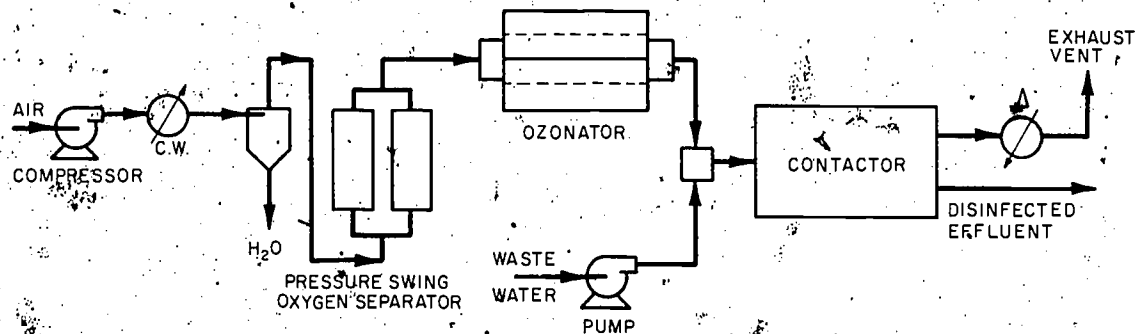 AIR
COMPRESSOR
C.W.
H₂O
PRESSURE SWING
OXYGEN SEPARATOR
OZONATOR
WASTE
WATER
PUMP
CONTACTOR
Δ
EXHAUST
VENT
DISINFECTED
EFFLUENT